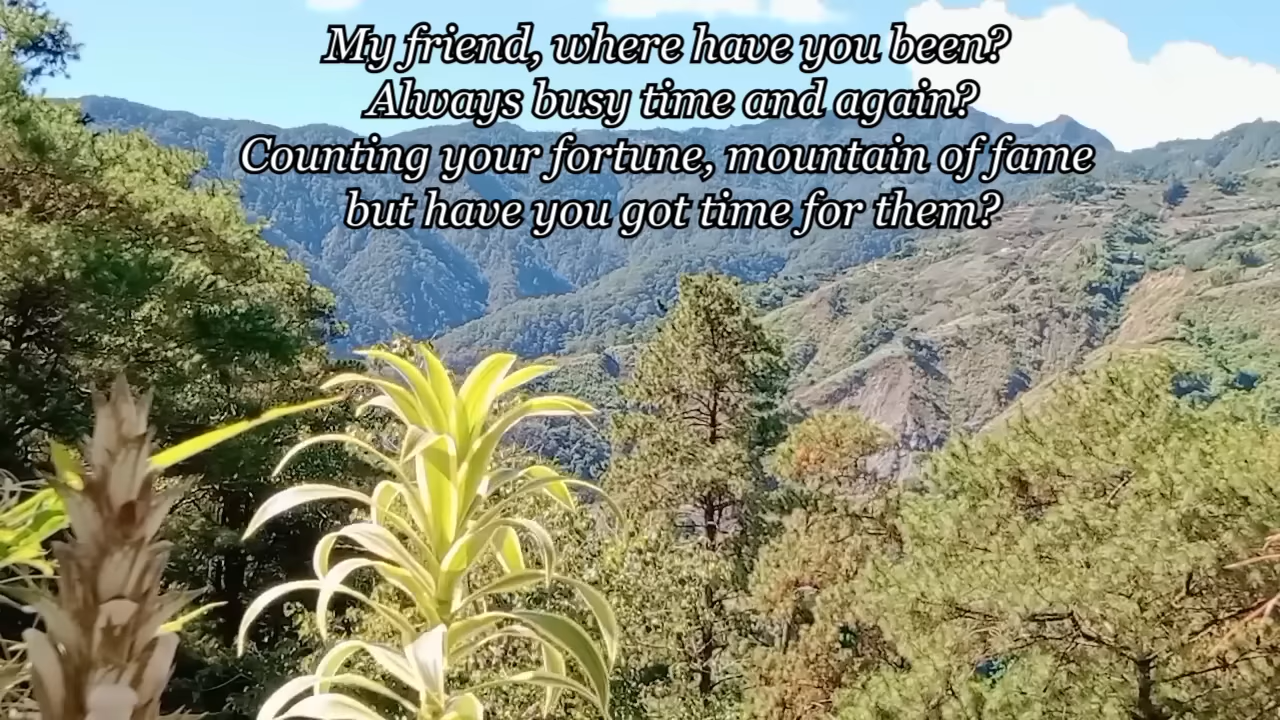 My friend, where have you been?
Always busy time and again?
Counting your fortune, mountain of fame
but have you got time for them?